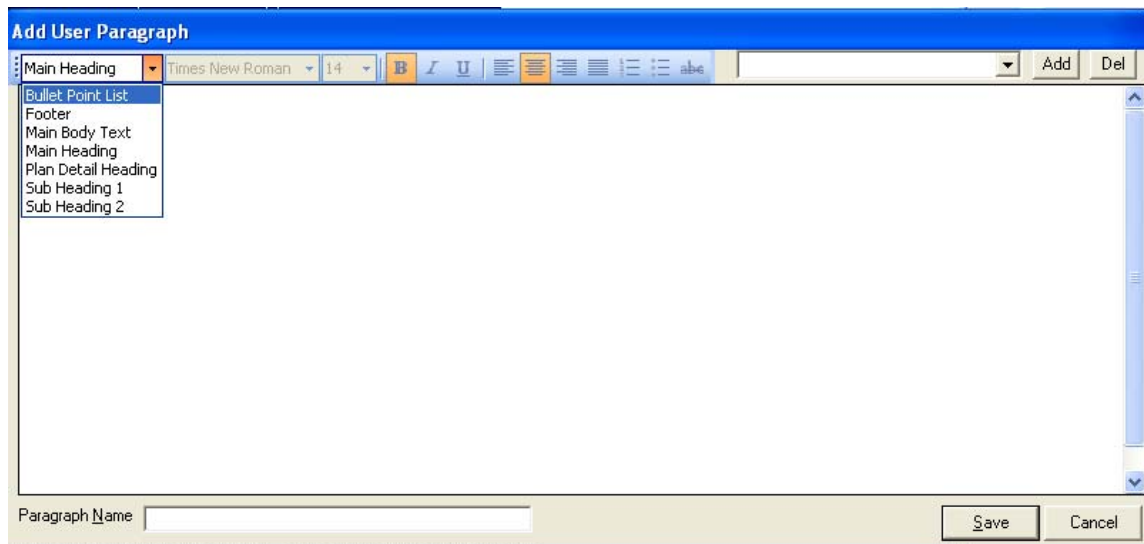 Add User Paragraph
Main Heading Times New Roman 14 B I U abc Add Del
Bullet Point List
Footer
Main Body Text
Main Heading
Plan Detail Heading
Sub Heading 1
Sub Heading 2
Paragraph Name Save Cancel